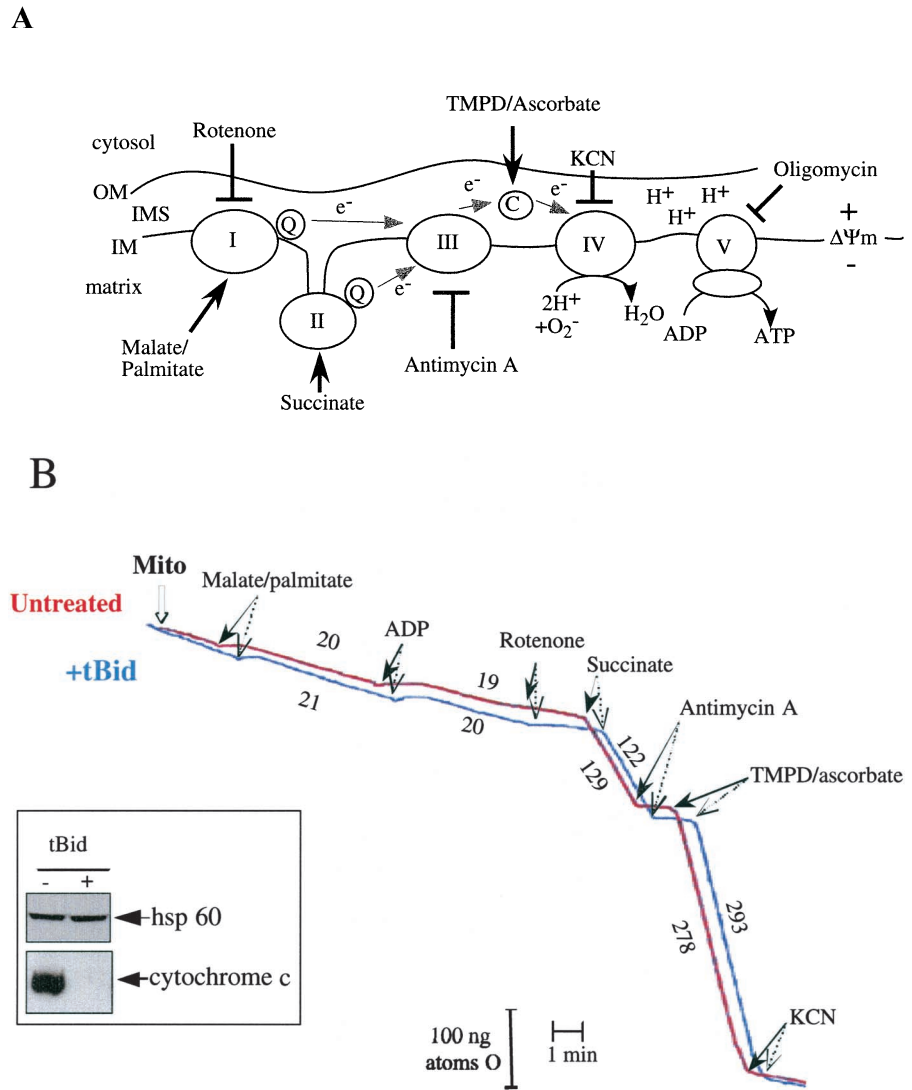 A
TMPD/Ascorbate
Rotenone
cytosol
KCN
Oligomycin
OM
e-
e-
H+
H+
H+
IMS
Q
e-
C
+
IM
I
III
IV
V
ΔΨm
-
matrix
Q
e-
II
2H+
+O2-
H2O
ADP
ATP
Malate/
Palmitate
Antimycin A
Succinate
B
Mito
Malate/palmitate
Untreated
ADP
20
Rotenone
+tBid
19
Succinate
21
20
Antimycin A
122
129
TMPD/ascorbate
tBid
- +
hsp 60
293
278
cytochrome c
KCN
100 ng
atoms O
1 min